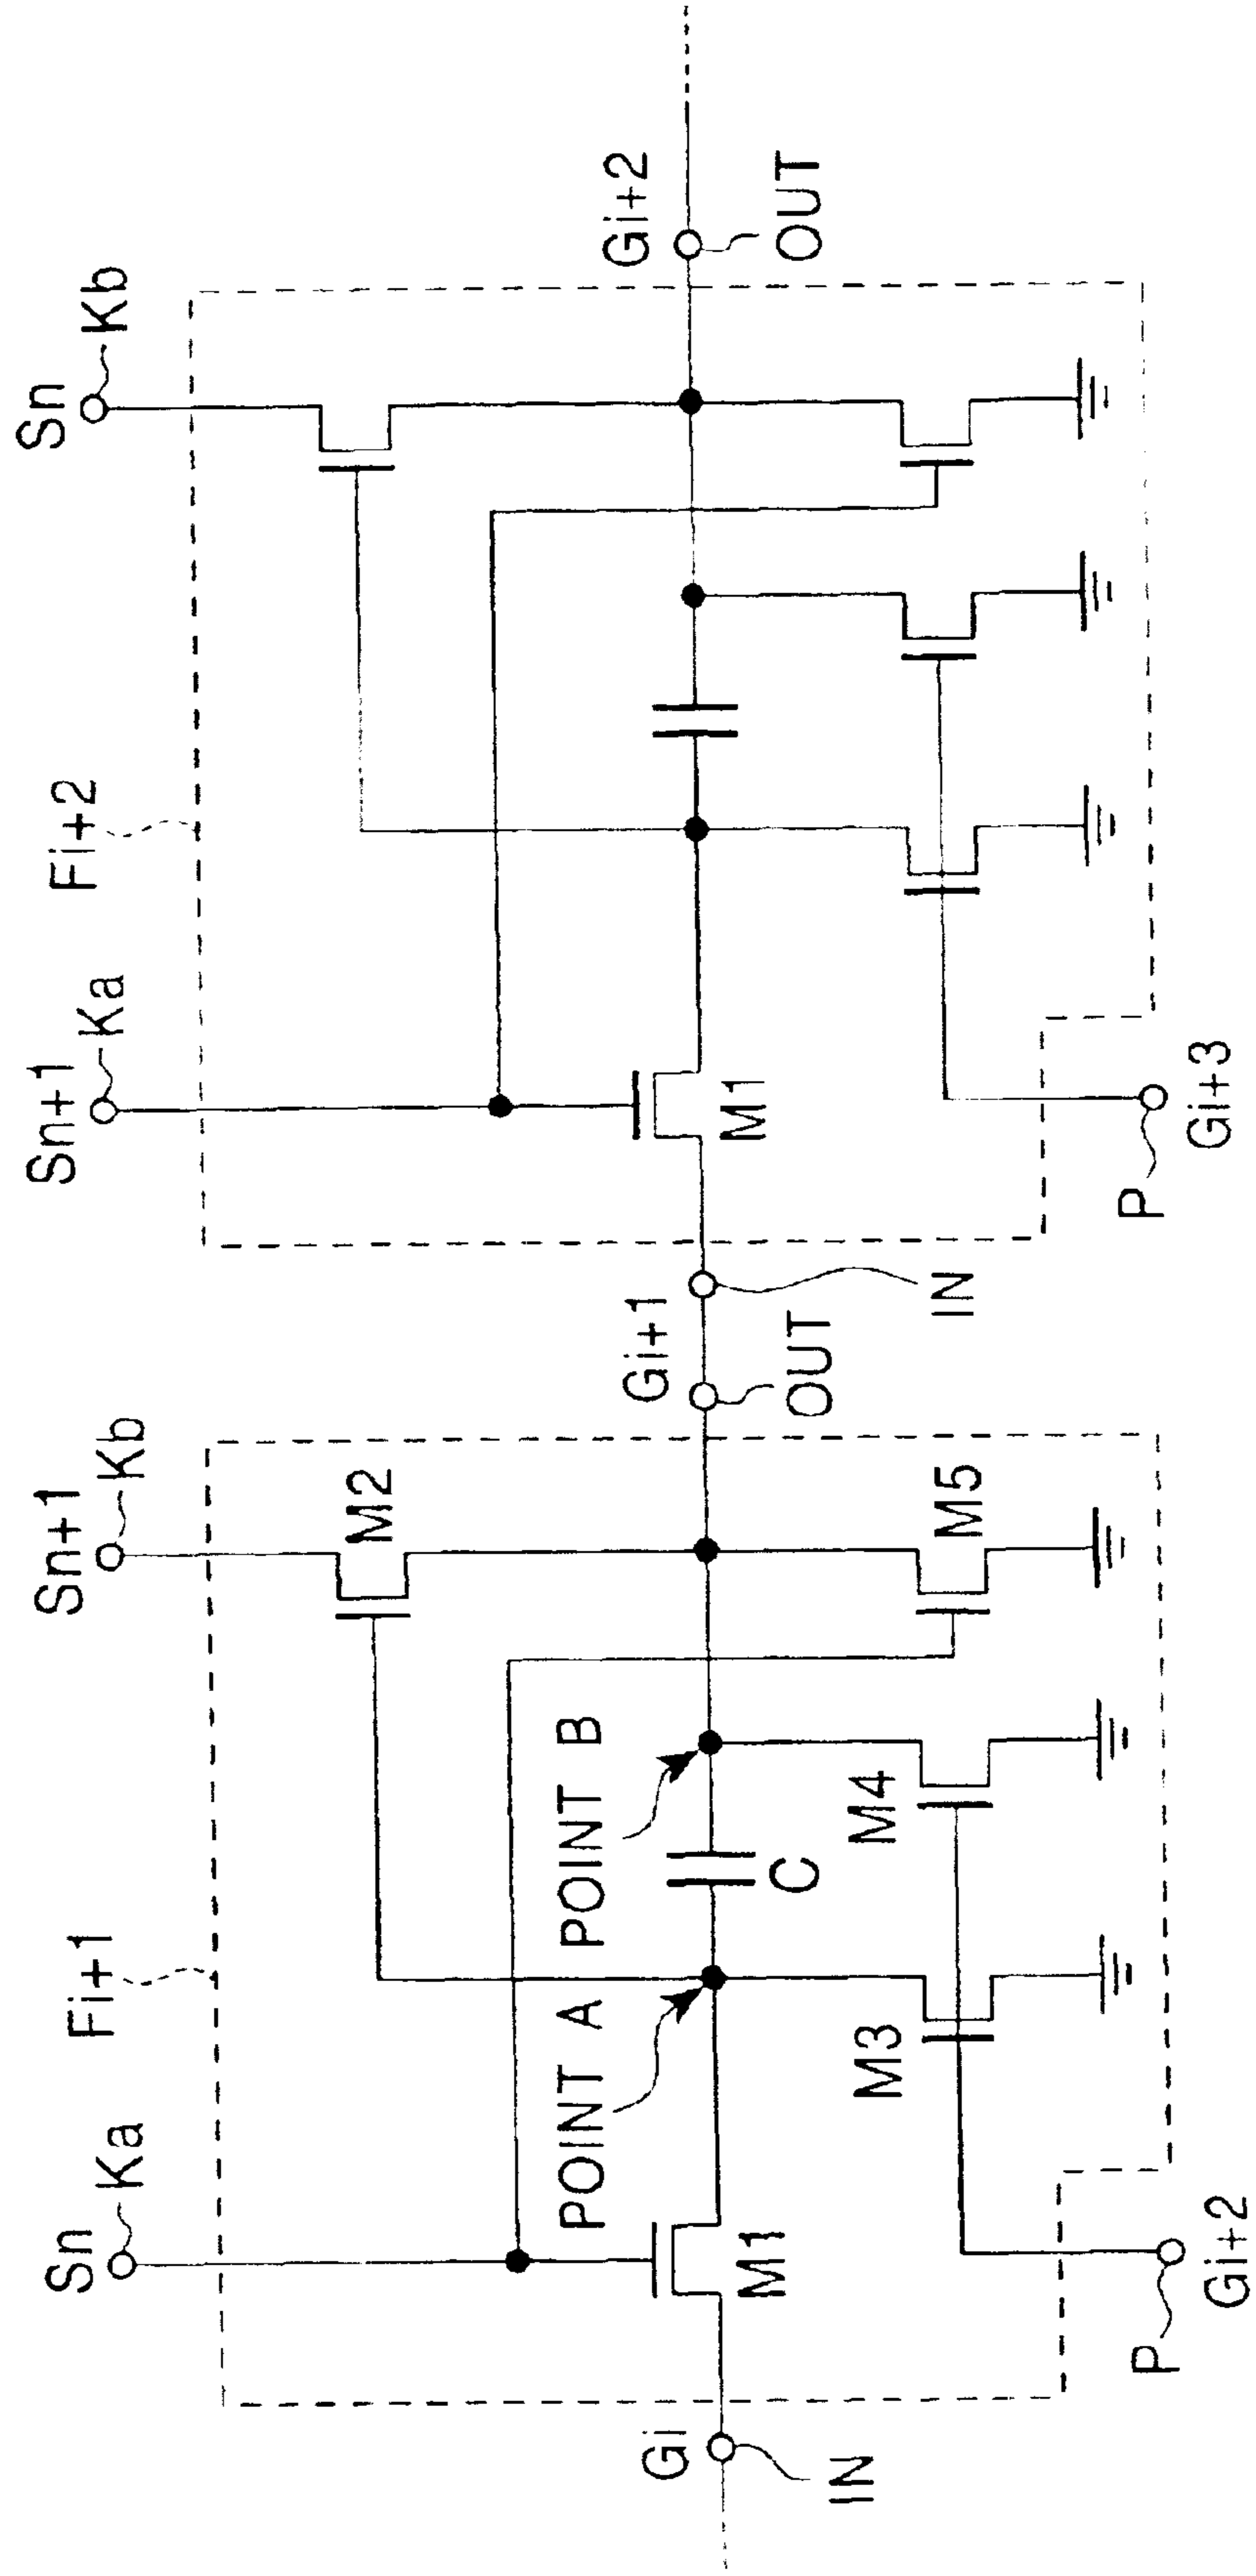 Fi+1
Fi+2
Sn
Ka
Sn+1
Kb
Sn+1
Ka
Sn
Kb
M2
POINT A
POINT B
Gi
IN
M1
C
Gi+1
OUT
IN
M1
Gi+2
OUT
M3
M4
M5
P
Gi+2
P
Gi+3